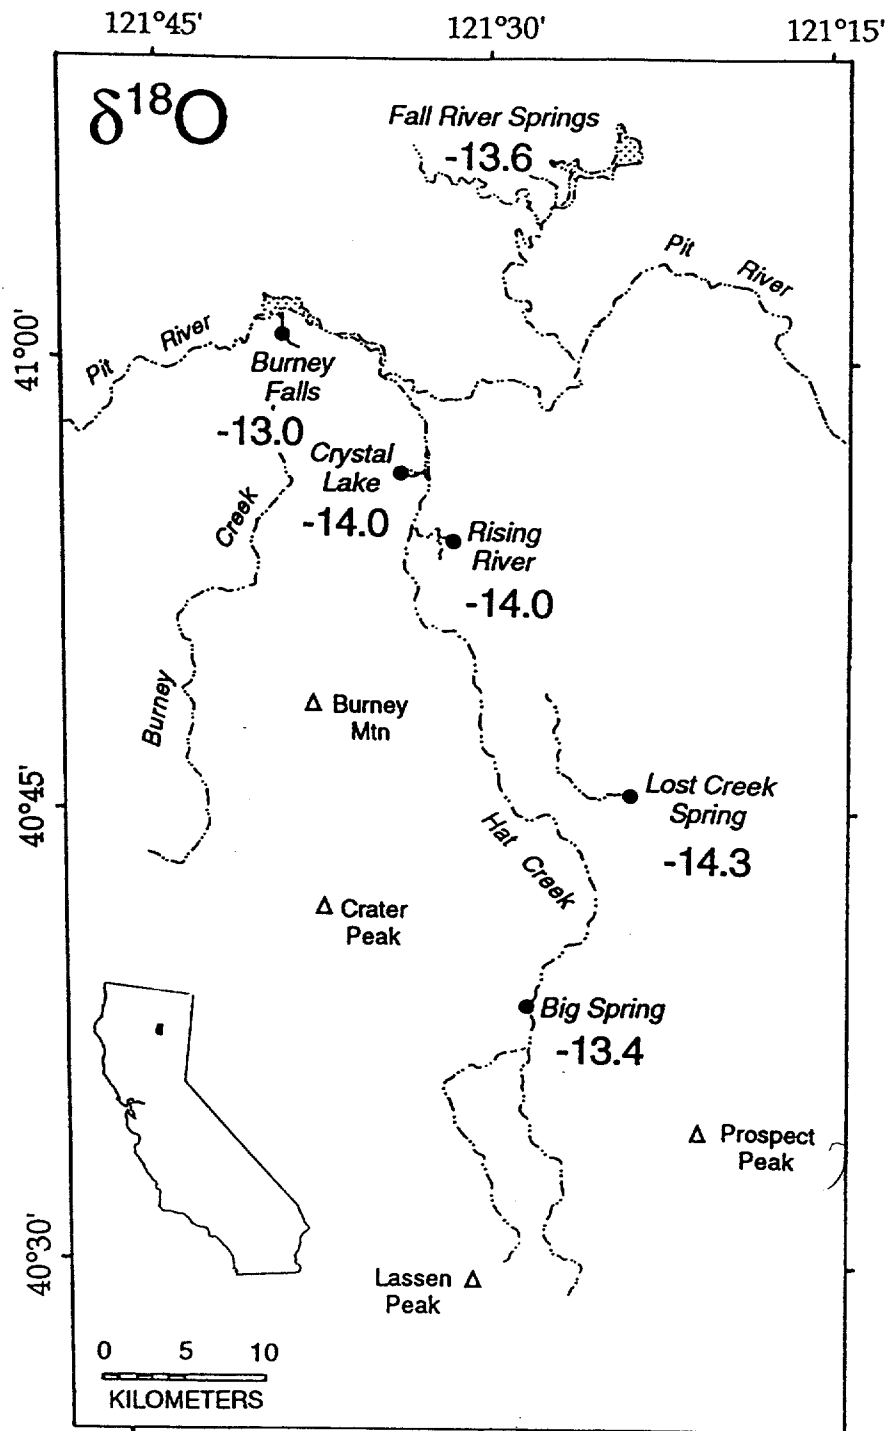 121°45'
121°30'
121°15'
δ¹⁸O
Fall River Springs
-13.6
Pit River
41°00'
Pit River
Burney
Falls
-13.0
Crystal
Lake
-14.0
Creek
Rising
River
-14.0
Burney
Burney
Mtn
40°45'
Lost Creek
Spring
-14.3
Hat Creek
Crater
Peak
Big Spring
-13.4
Prospect
Peak
40°30'
Lassen
Peak
0 5 10
KILOMETERS